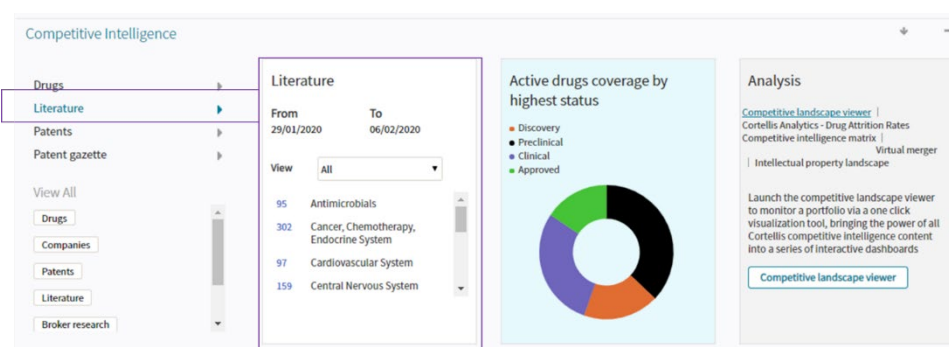 Competitive Intelligence
Drugs
Literature
Patents
Patent gazette
View All
Drugs
Companies
Patents
Literature
Broker research
Literature
From To
29/01/2020 06/02/2020
View All
95 Antimicrobials
302 Cancer, Chemotherapy,
Endocrine System
97 Cardiovascular System
159 Central Nervous System
Active drugs coverage by
highest status
Discovery
Preclinical
Clinical
Approved
Analysis
Competitive landscape viewer |
Cortellis Analytics - Drug Attrition Rates
Competitive intelligence matrix |
Virtual merger
| Intellectual property landscape
Launch the competitive landscape viewer
to monitor a portfolio via a one click
visualization tool, bringing the power of all
Cortellis competitive intelligence content
into a series of interactive dashboards
Competitive landscape viewer